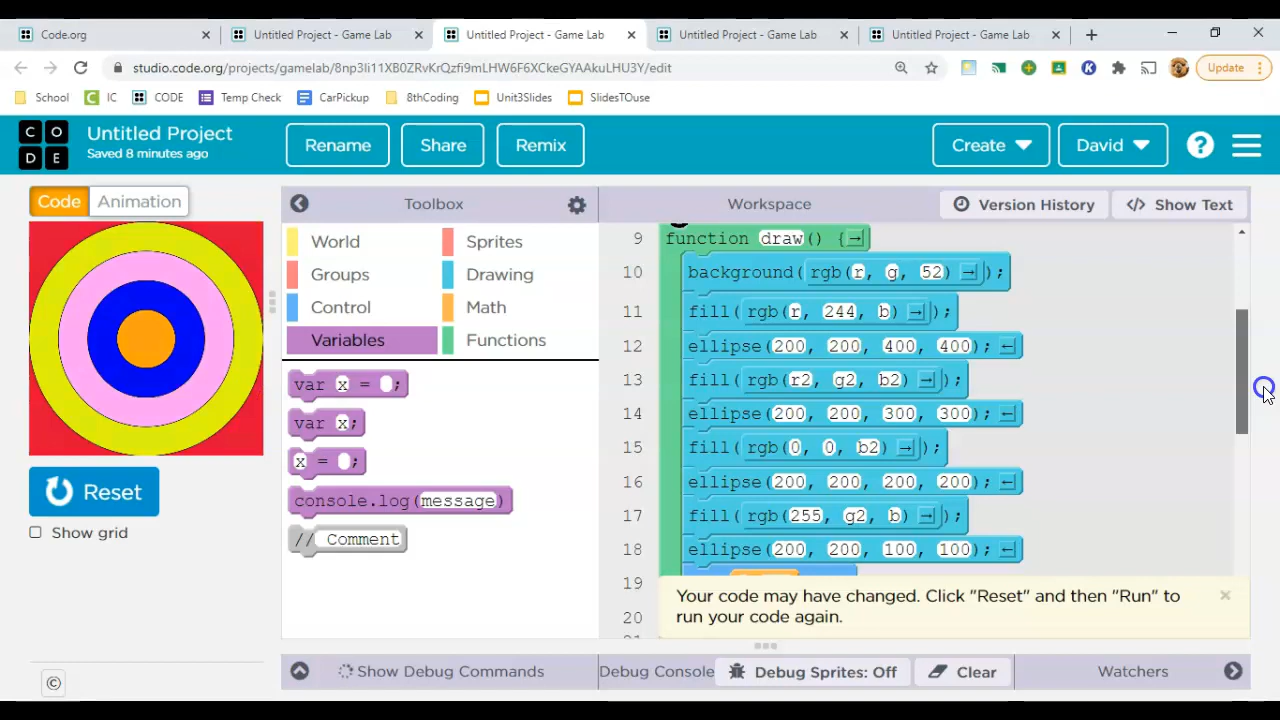 Code.org
Untitled Project - Game Lab
Untitled Project - Game Lab
Untitled Project - Game Lab
Untitled Project - Game Lab
studio.code.org/projects/gamelab/8np3li11XB0ZRvKrQzfi9mLHW6F6XCkeGYAAkuLHU3Y/edit
Update
School
IC
CODE
Temp Check
CarPickup
8thCoding
Unit3Slides
SlidesTOuse
C O
D E
Untitled Project
Saved 8 minutes ago
Rename
Share
Remix
Create
David
?
Code
Animation
Toolbox
Workspace
Version History
</> Show Text
World
Sprites
Groups
Drawing
Control
Math
Variables
Functions
var x = ;
var x;
x = ;
console.log(message)
// Comment
9 function draw() {
10 background(rgb(r, g, 52));
11 fill(rgb(r, 244, b));
12 ellipse(200, 200, 400, 400);
13 fill(rgb(r2, g2, b2));
14 ellipse(200, 200, 300, 300);
15 fill(rgb(0, 0, b2));
16 ellipse(200, 200, 200, 200);
17 fill(rgb(255, g2, b));
18 ellipse(200, 200, 100, 100);
19
20
Reset
Show grid
Your code may have changed. Click "Reset" and then "Run" to
run your code again.
©
Show Debug Commands
Debug Console
Debug Sprites: Off
Clear
Watchers